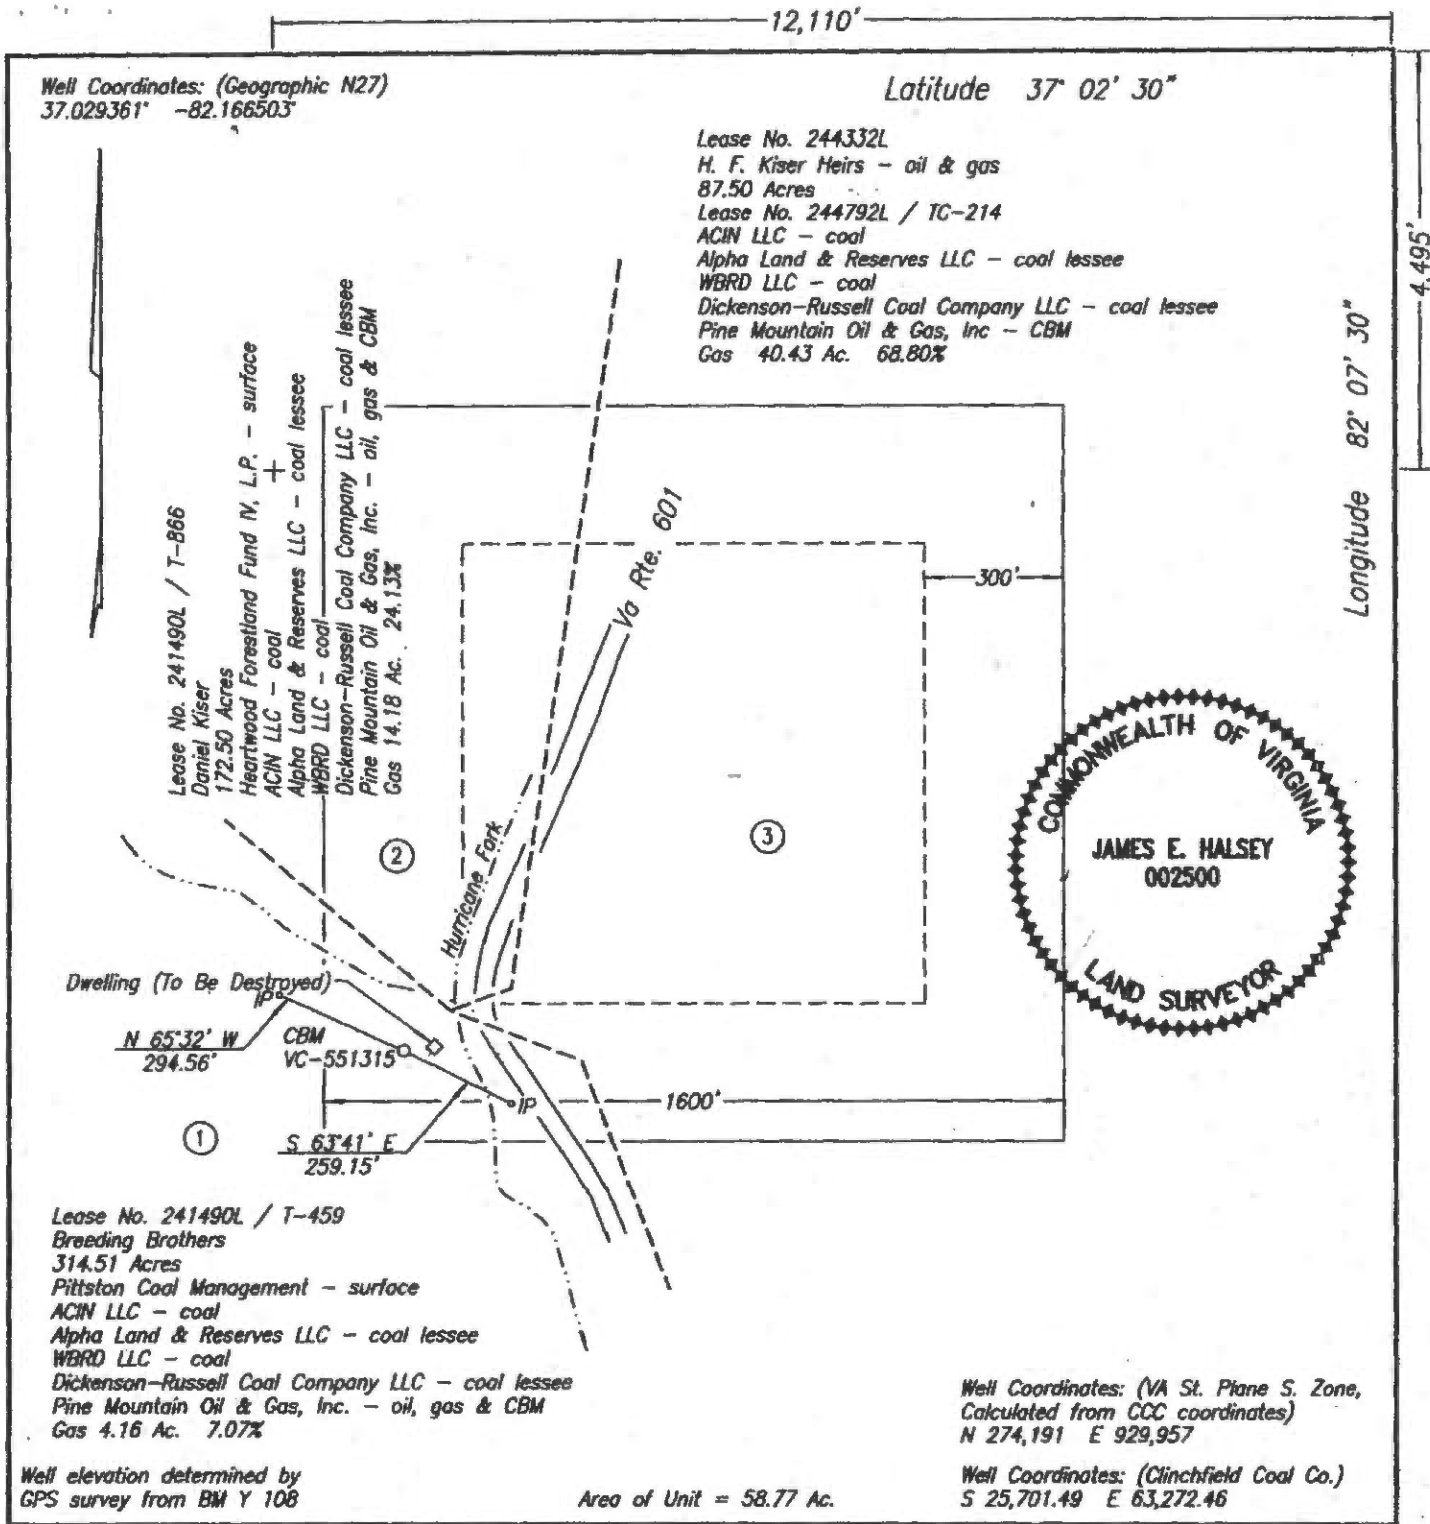 12,110'
Well Coordinates: (Geographic N27)
37.029361° -82.166503°
Latitude 37° 02' 30"
4,495'
Longitude 82° 07' 30"
Lease No. 244332L
H. F. Kiser Heirs - oil & gas
87.50 Acres
Lease No. 244792L / TC-214
ACIN LLC - coal
Alpha Land & Reserves LLC - coal lessee
WBRD LLC - coal
Dickenson-Russell Coal Company LLC - coal lessee
Pine Mountain Oil & Gas, Inc - CBM
Gas 40.43 Ac. 68.80%
Lease No. 241490L / T-866
Daniel Kiser
172.50 Acres
Heartwood Forestland Fund IV, L.P. - surface
ACIN LLC - coal
Alpha Land & Reserves LLC - coal lessee
WBRD LLC - coal
Dickenson-Russell Coal Company LLC - coal lessee
Pine Mountain Oil & Gas, Inc. - oil, gas & CBM
Gas 14.18 Ac. 24.13%
Va Rte. 601
300'
COMMONWEALTH OF VIRGINIA
JAMES E. HALSEY
002500
LAND SURVEYOR
2
3
Hurricane Fork
Dwelling (To Be Destroyed)
IP
N 65°32' W
294.56'
CBM
VC-551315
IP
1600'
1
S 63°41' E
259.15'
Lease No. 241490L / T-459
Breeding Brothers
314.51 Acres
Pittston Coal Management - surface
ACIN LLC - coal
Alpha Land & Reserves LLC - coal lessee
WBRD LLC - coal
Dickenson-Russell Coal Company LLC - coal lessee
Pine Mountain Oil & Gas, Inc. - oil, gas & CBM
Gas 4.16 Ac. 7.07%
Well elevation determined by
GPS survey from BM Y 108
Area of Unit = 58.77 Ac.
Well Coordinates: (VA St. Plane S. Zone,
Calculated from CCC coordinates)
N 274,191 E 929,957
Well Coordinates: (Clinchfield Coal Co.)
S 25,701.49 E 63,272.46